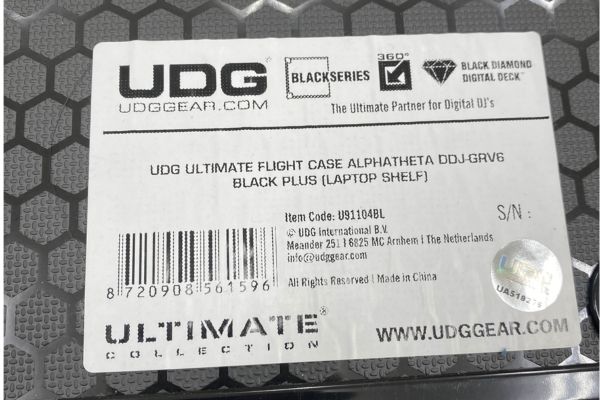 UDG®
UDGGEAR.COM
BLACKSERIES
360°
BLACK DIAMOND
DIGITAL DECK™
The Ultimate Partner for Digital DJ's
UDG ULTIMATE FLIGHT CASE ALPHATHETA DDJ-GRV6
BLACK PLUS (LAPTOP SHELF)
Item Code: U91104BL
S/N :
© UDG International B.V.
Meander 251 I 6825 MC Arnhem I The Netherlands
info@udggear.com
All Rights Reserved I Made in China
8 720908 561596
ULTIMATE®
COLLECTION
WWW.UDGGEAR.COM